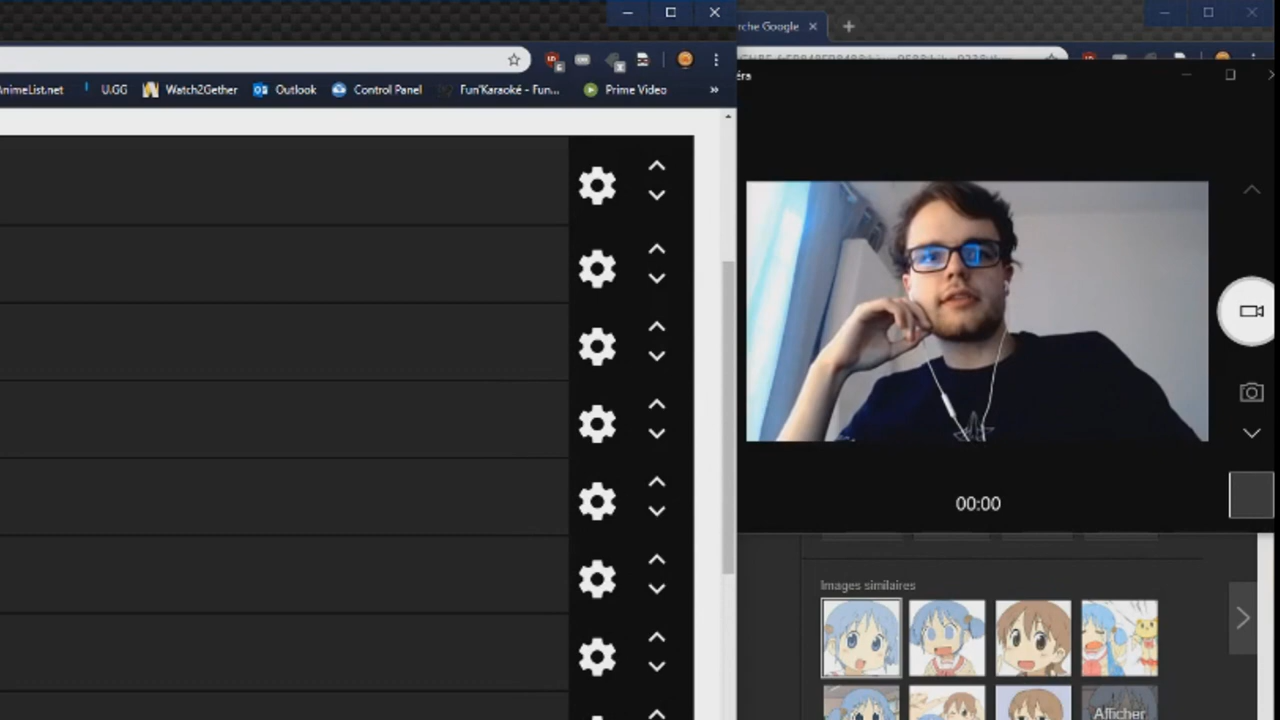 rche Google
AnimeList.net U.GG Watch2Gether Outlook Control Panel Fun'Karaoké - Fun... Prime Video »
éra
00:00
Images similaires
Afficher